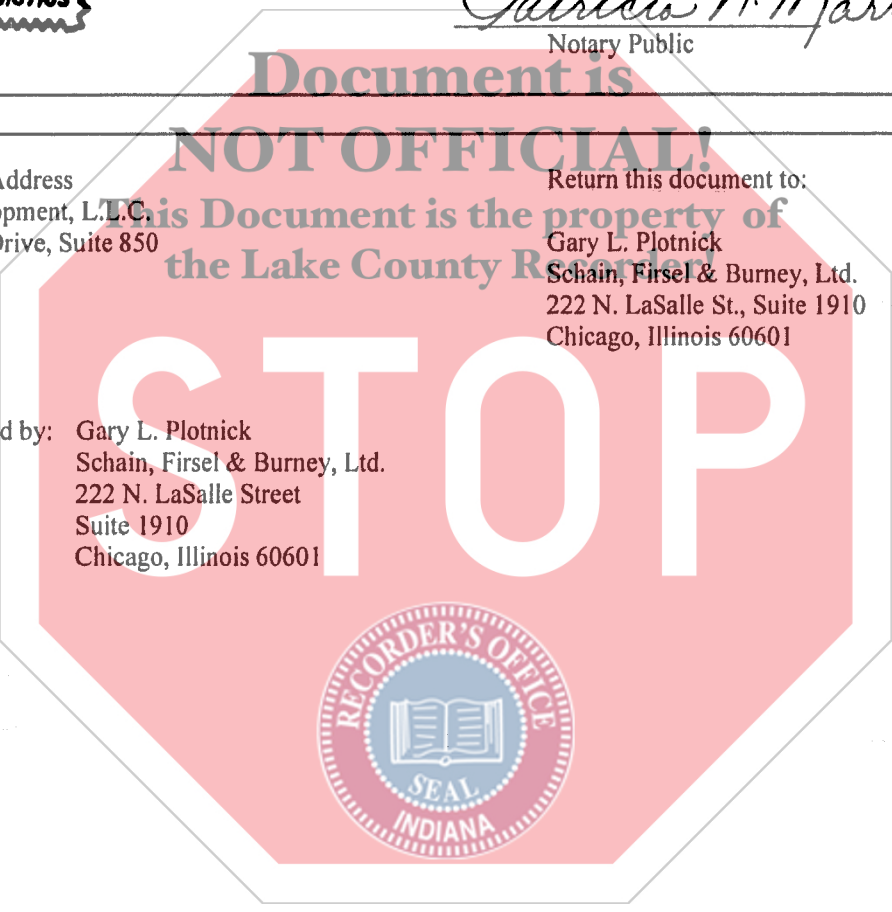 Patricia A. Mar
Notary Public
Document is
NOT OFFICIAL!
This Document is the property of
the Lake County Recorder!
Address
opment, L.L.C.
Drive, Suite 850
Return this document to:
Gary L. Plotnick
Schain, Firsel & Burney, Ltd.
222 N. LaSalle St., Suite 1910
Chicago, Illinois 60601
STOP
d by: Gary L. Plotnick
Schain, Firsel & Burney, Ltd.
222 N. LaSalle Street
Suite 1910
Chicago, Illinois 60601
RECORDER'S OFFICE
SEAL
INDIANA